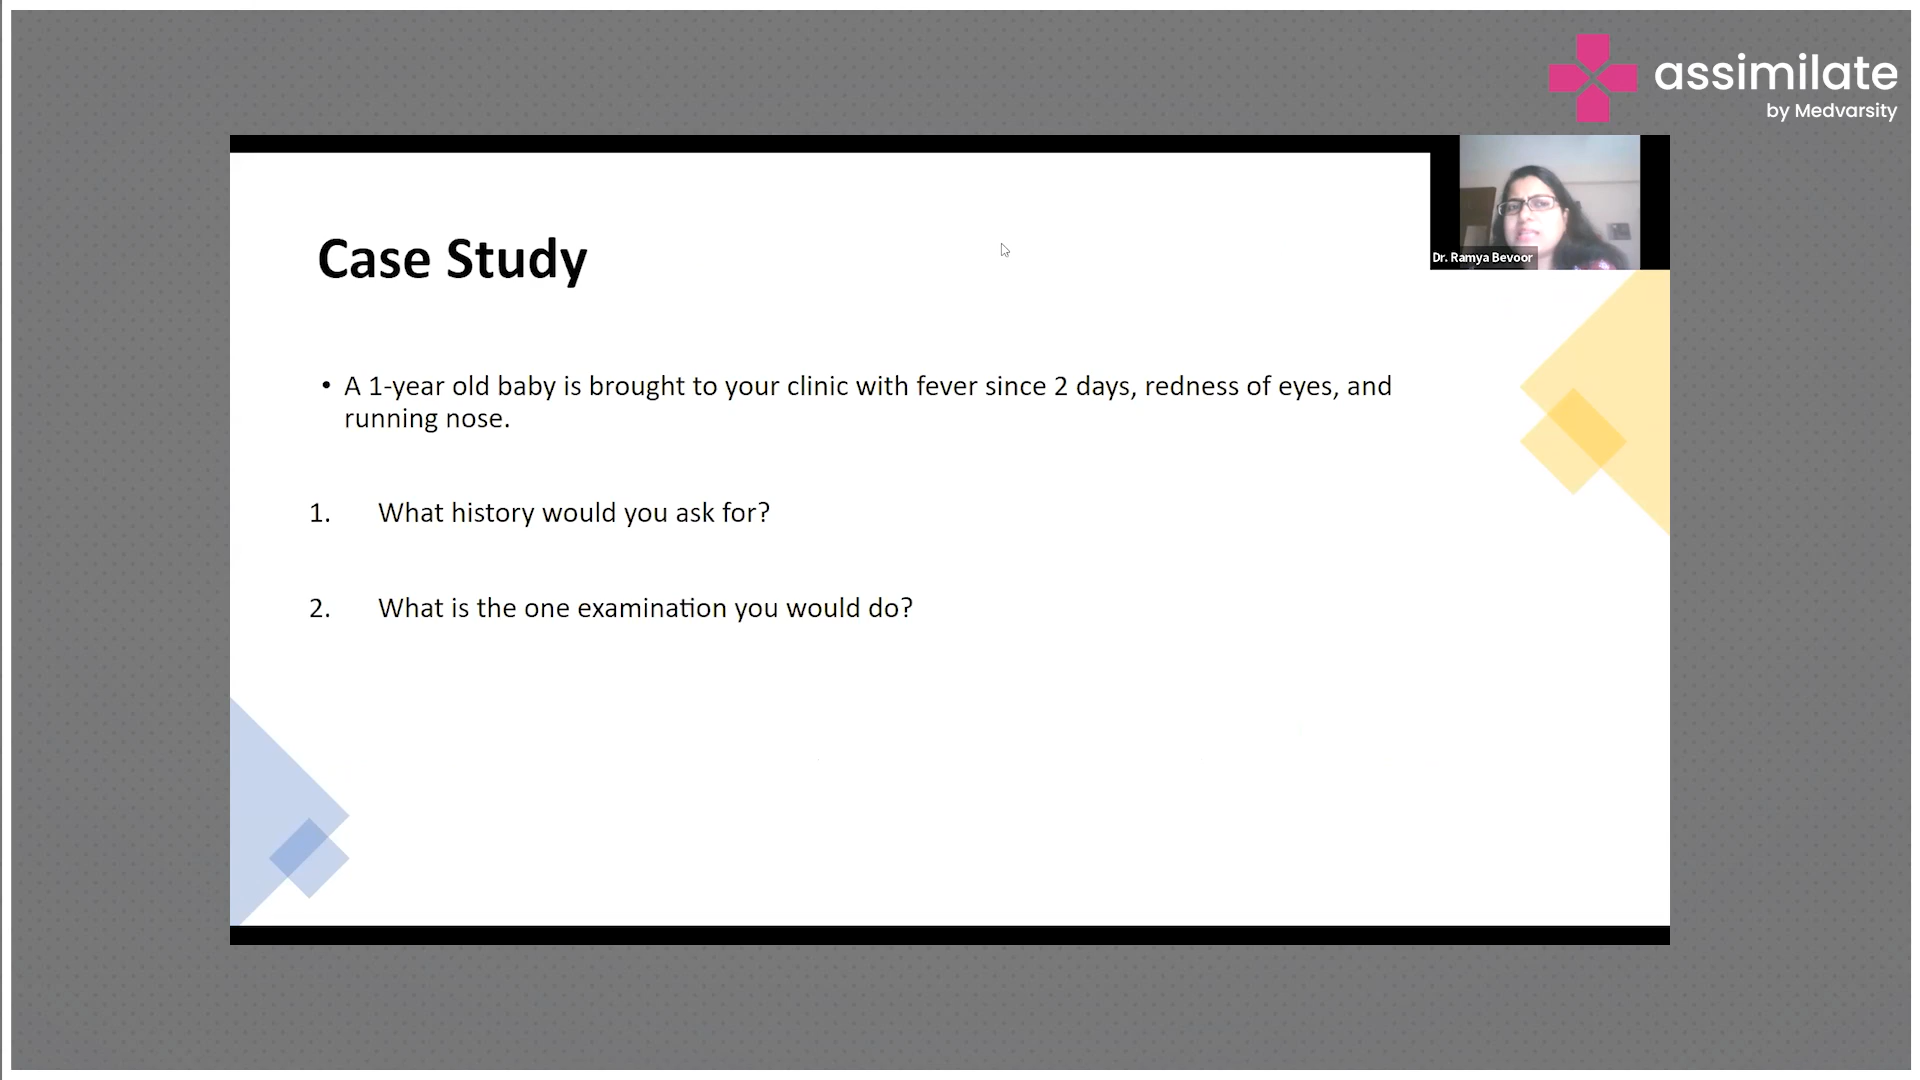 assimilate
by Medvarsity
Dr. Ramya Bevoor
Case Study
• A 1-year old baby is brought to your clinic with fever since 2 days, redness of eyes, and
running nose.
1. What history would you ask for?
2. What is the one examination you would do?